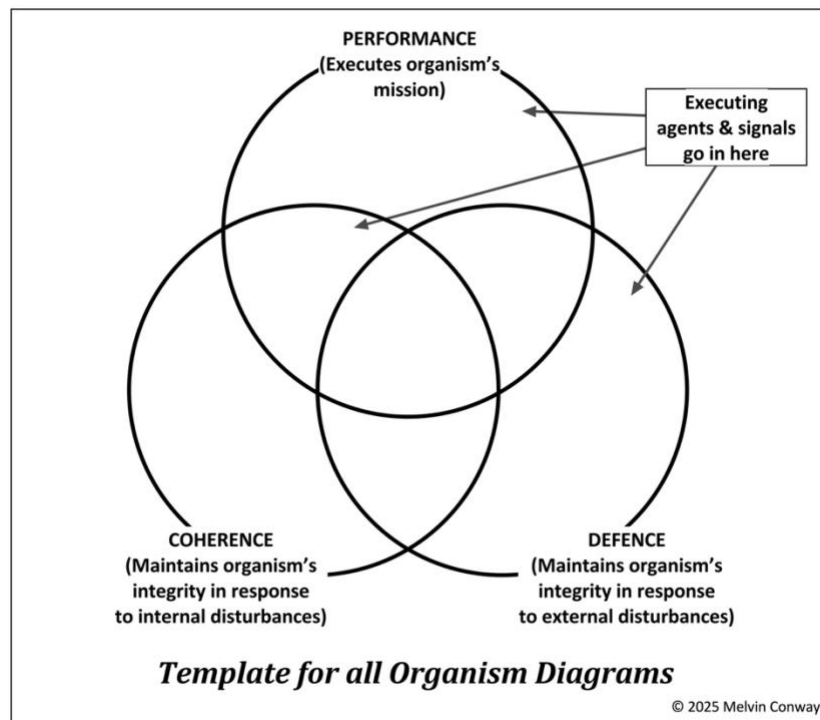 PERFORMANCE
(Executes organism's
mission)
Executing
agents & signals
go in here
COHERENCE
(Maintains organism's
integrity in response
to internal disturbances)
DEFENCE
(Maintains organism's
integrity in response
to external disturbances)
Template for all Organism Diagrams
© 2025 Melvin Conway